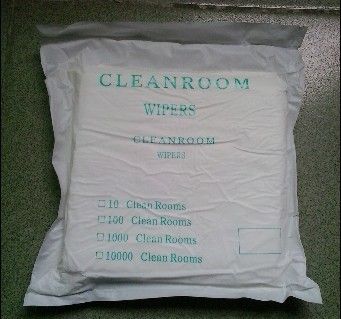 CLEANROOM
WIPERS
CLEANROOM
WIPERS
☐ 10 Clean Rooms
☐ 100 Clean Rooms
☐ 1000 Clean Rooms
☐ 10000 Clean Rooms